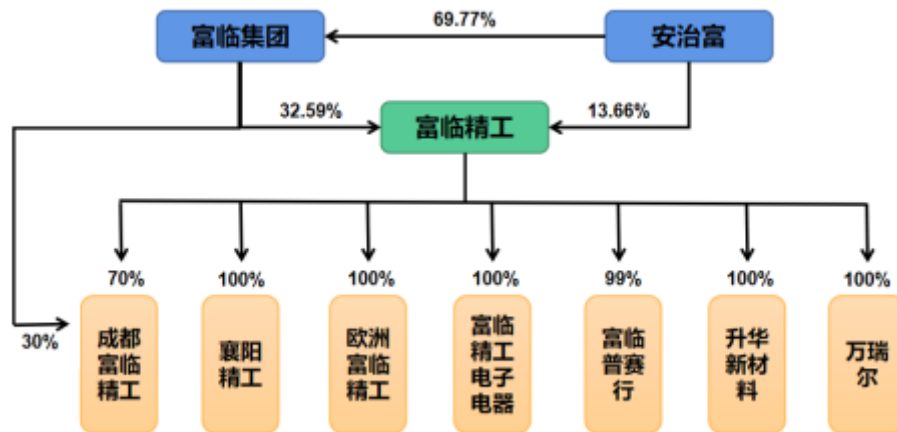 富临集团
69.77%
安治富
32.59%
富临精工
13.66%
70%
100%
100%
100%
99%
100%
100%
30%
成都
富临
精工
襄阳
精工
欧洲
富临
精工
富临
精工
电子
电器
富临
普赛
行
升华
新材
料
万瑞
尔